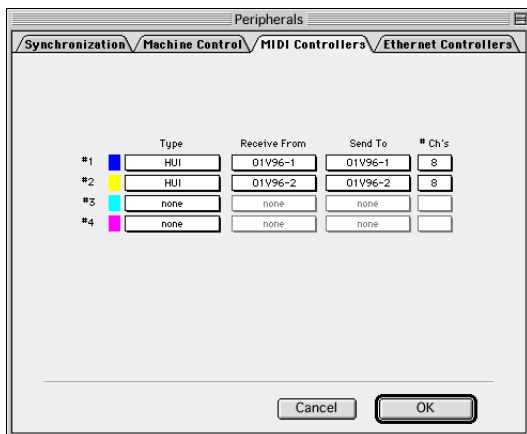 Peripherals
Synchronization Machine Control MIDI Controllers Ethernet Controllers
Type Receive From Send To # Ch's
#1 HUI 01V96-1 01V96-1 8
#2 HUI 01V96-2 01V96-2 8
#3 none none none
#4 none none none
Cancel OK